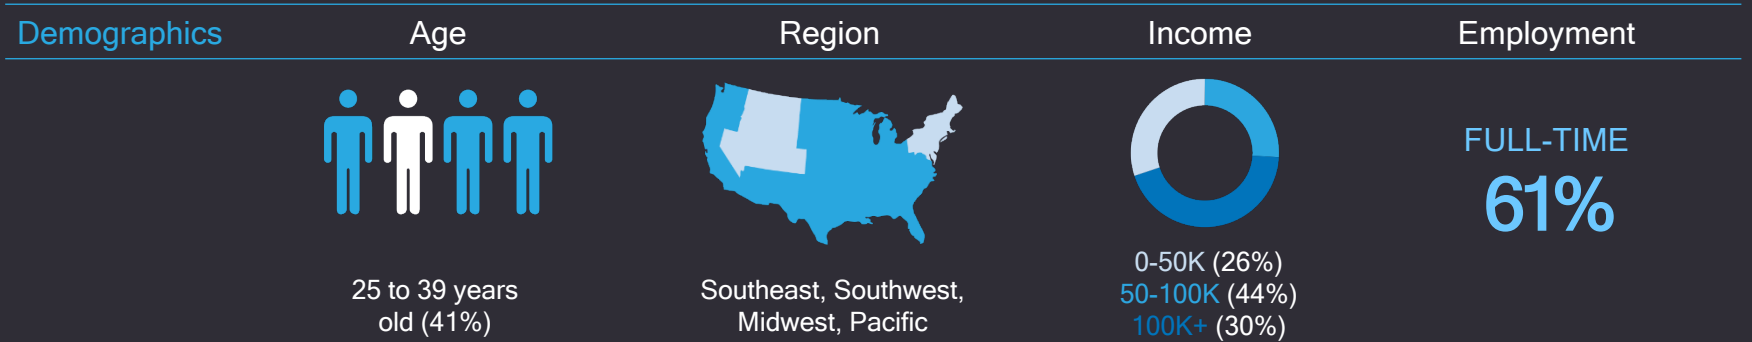 Demographics
Age
Region
Income
Employment
25 to 39 years
old (41%)
Southeast, Southwest,
Midwest, Pacific
0-50K (26%)
50-100K (44%)
100K+ (30%)
FULL-TIME
61%